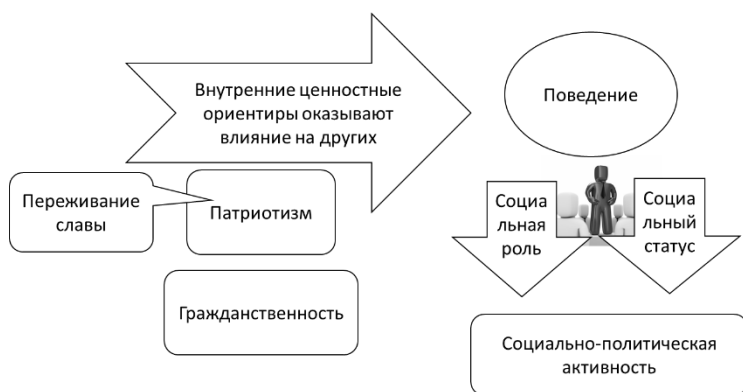 Внутренние ценностные
ориентиры оказывают
влияние на других
Поведение
Переживание
славы
Патриотизм
Социа
льная
роль
Социа
льный
статус
Гражданственность
Социально-политическая
активность